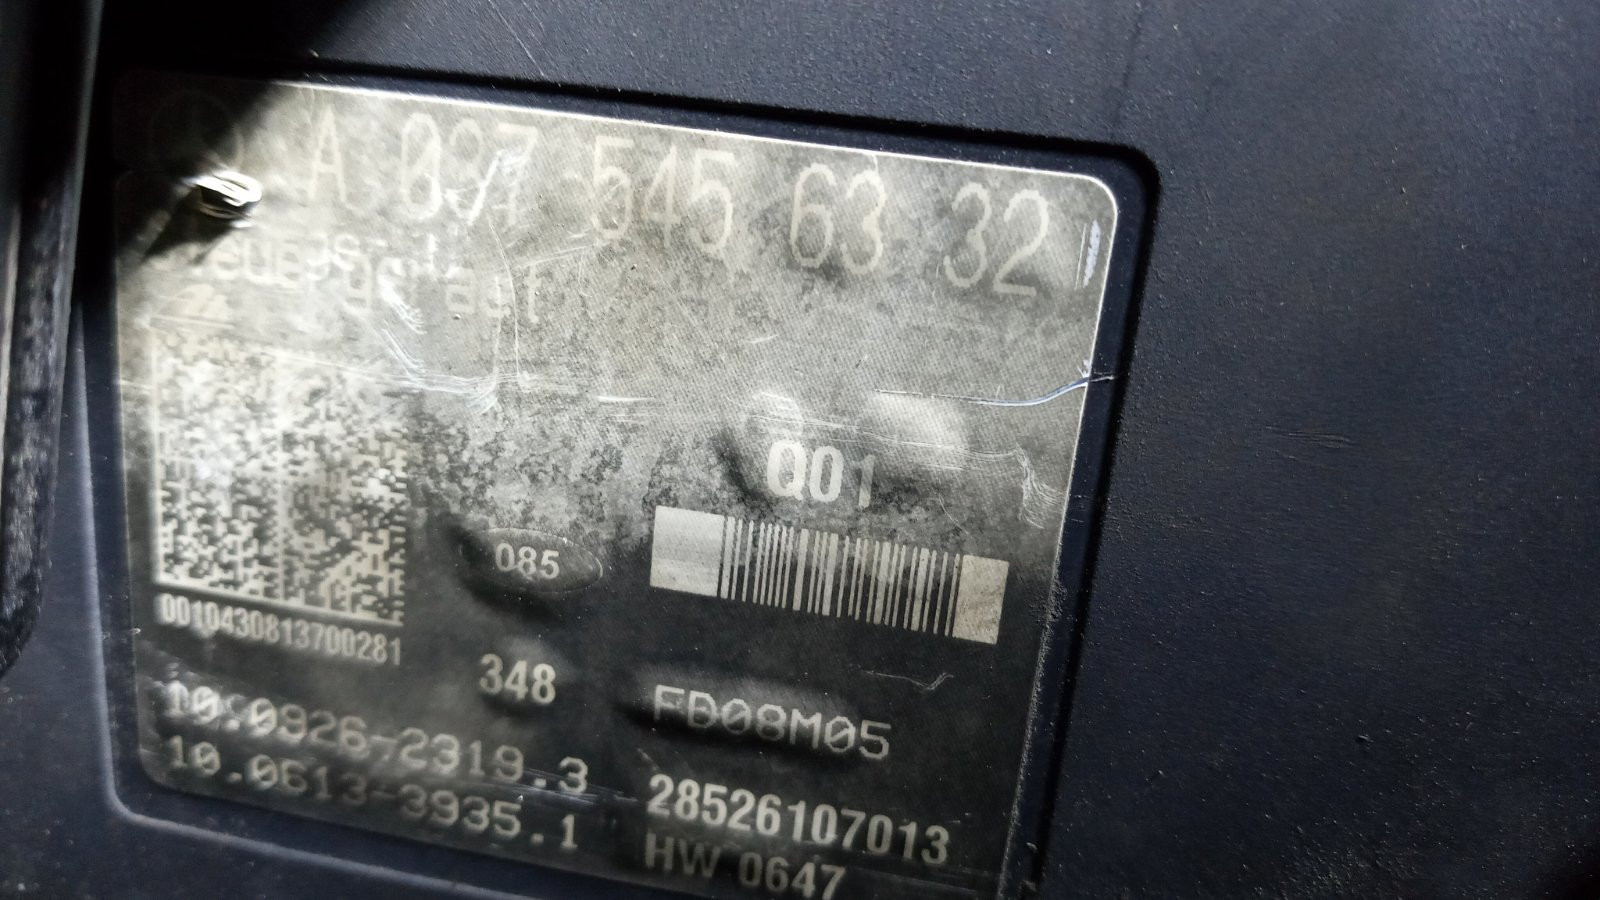 545 63 32
Q01
085
0010430813700281
348
FD08M05
10.0926-2319.3
10.0613-3935.1
28526107013
HW 0647